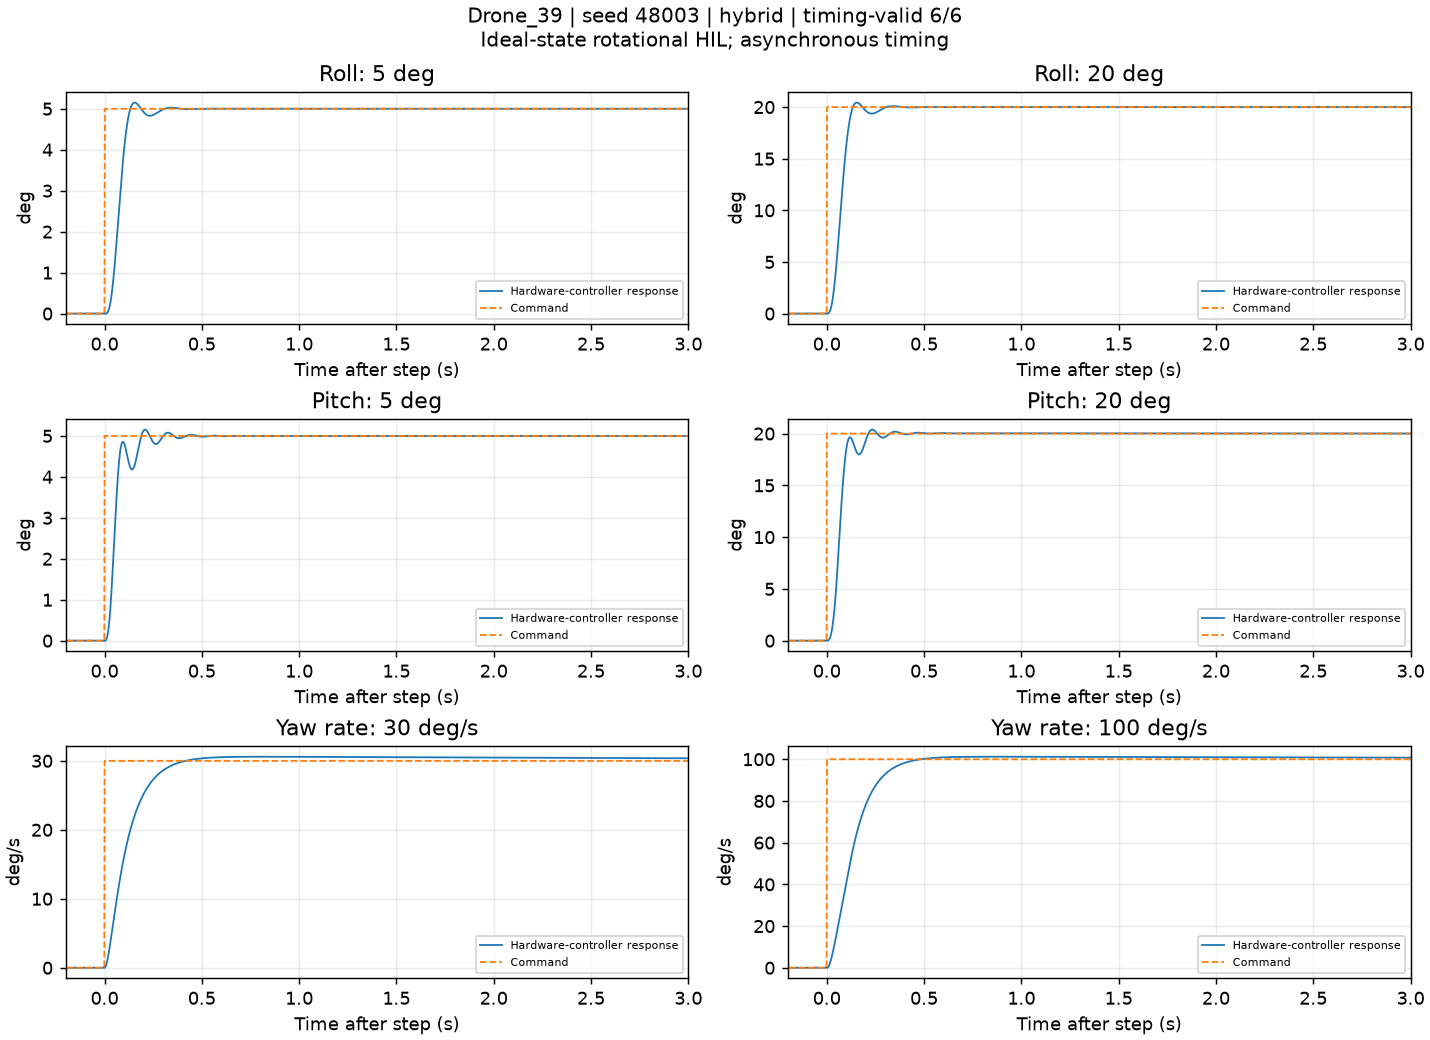 Drone_39 | seed 48003 | hybrid | timing-valid 6/6
Ideal-state rotational HIL; asynchronous timing
Roll: 5 deg
deg
5
4
3
2
1
0
Hardware-controller response
Command
0.0 0.5 1.0 1.5 2.0 2.5 3.0
Time after step (s)
Roll: 20 deg
deg
20
15
10
5
0
Hardware-controller response
Command
0.0 0.5 1.0 1.5 2.0 2.5 3.0
Time after step (s)
Pitch: 5 deg
deg
5
4
3
2
1
0
Hardware-controller response
Command
0.0 0.5 1.0 1.5 2.0 2.5 3.0
Time after step (s)
Pitch: 20 deg
deg
20
15
10
5
0
Hardware-controller response
Command
0.0 0.5 1.0 1.5 2.0 2.5 3.0
Time after step (s)
Yaw rate: 30 deg/s
deg/s
30
20
10
0
Hardware-controller response
Command
0.0 0.5 1.0 1.5 2.0 2.5 3.0
Time after step (s)
Yaw rate: 100 deg/s
deg/s
100
80
60
40
20
0
Hardware-controller response
Command
0.0 0.5 1.0 1.5 2.0 2.5 3.0
Time after step (s)